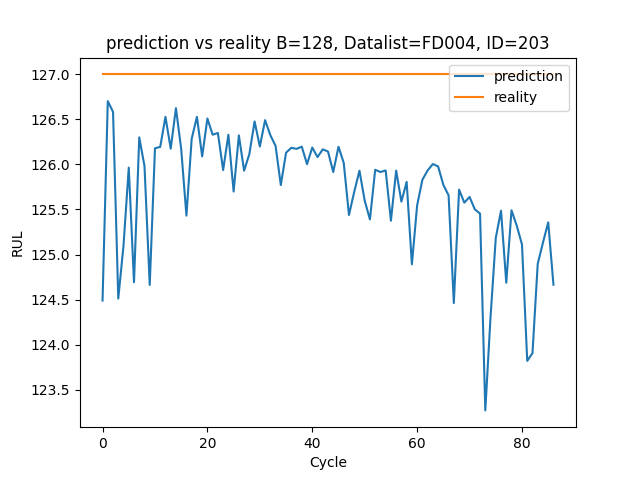 prediction vs reality B=128, Datalist=FD004, ID=203
prediction
reality
127.0
126.5
126.0
125.5
125.0
124.5
124.0
123.5
RUL
0 20 40 60 80
Cycle